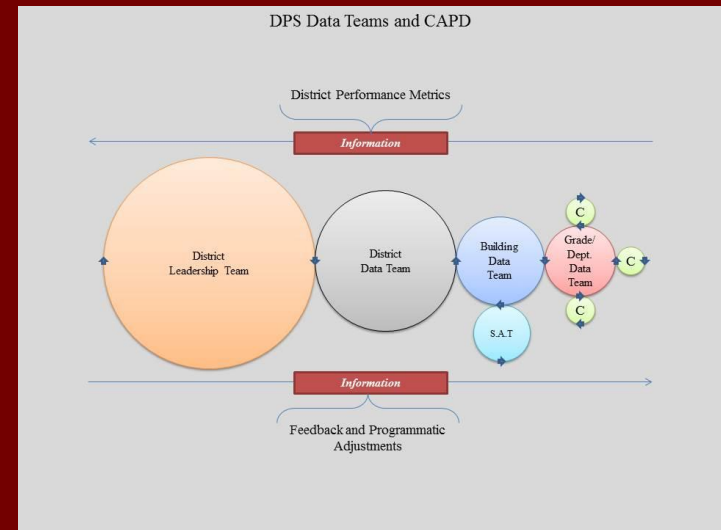 DPS Data Teams and CAPD
District Performance Metrics
Information
District
Leadership Team
District
Data Team
Building
Data
Team
S.A.T
Grade/
Dept.
Data
Team
C
C
C
Information
Feedback and Programmatic
Adjustments